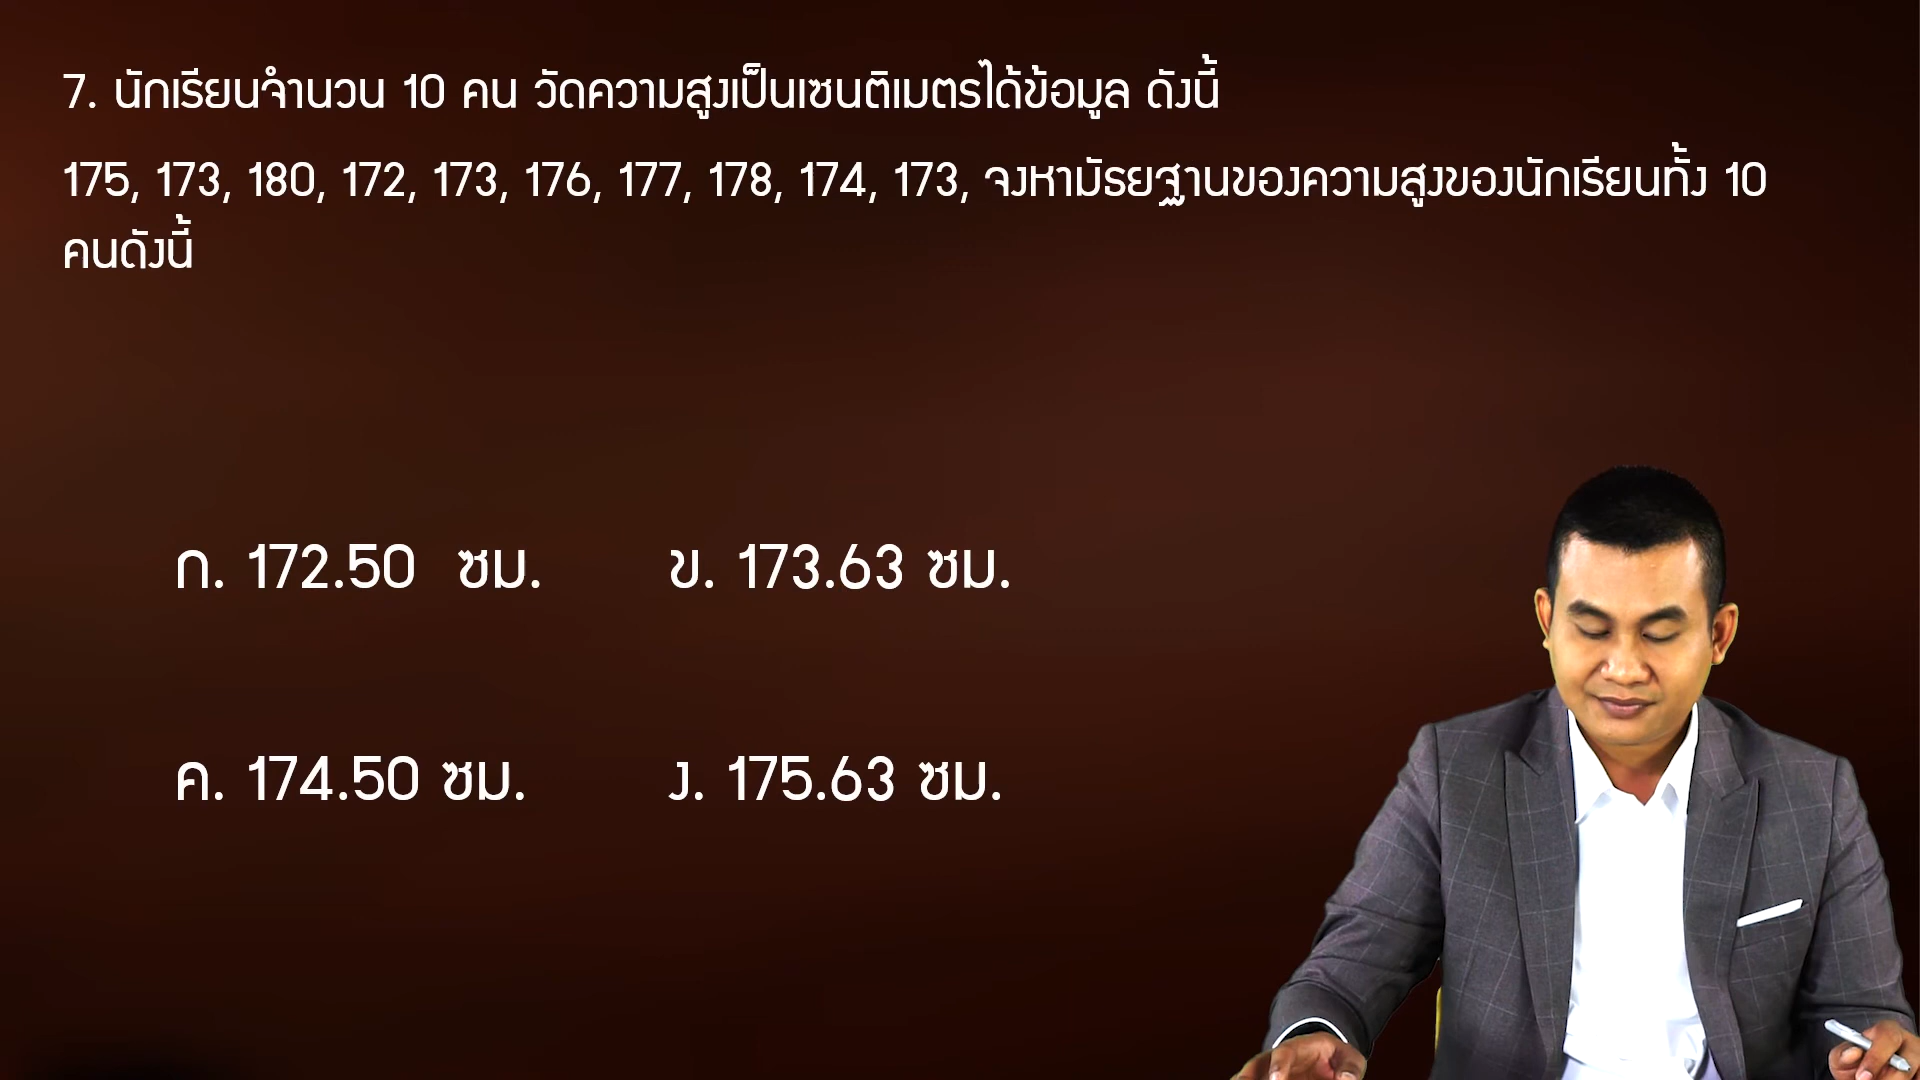 7. นักเรียนจำนวน 10 คน วัดความสูงเป็นเซนติเมตรได้ข้อมูล ดังนี้
175, 173, 180, 172, 173, 176, 177, 178, 174, 173, จงหามัธยฐานของความสูงของนักเรียนทั้ง 10
คนดังนี้
ก. 172.50 ซม. ข. 173.63 ซม.
ค. 174.50 ซม. ง. 175.63 ซม.